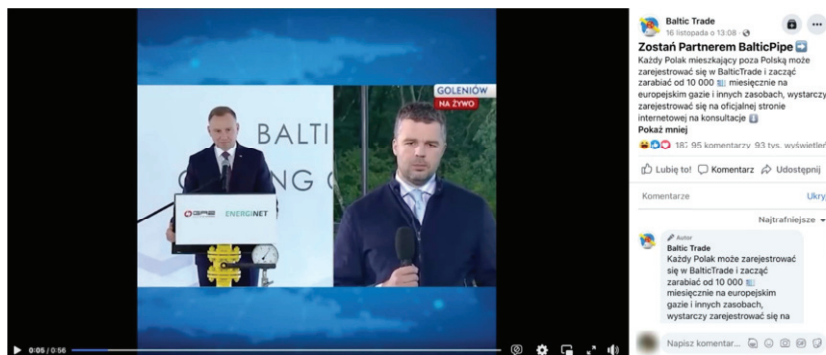 GOLENIÓW
NA ŻYWO
BALTI
NG
ENERGINET
0:05 / 0:56
Baltic Trade
16 listopada o 13:08
Zostań Partnerem BalticPipe
Każdy Polak mieszkający poza Polską może
zarejestrować się w BalticTrade i zacząć
zarabiać od 10 000 miesięcznie na
europejskim gazie i innych zasobach, wystarczy
zarejestrować się na oficjalnej stronie
internetowej na konsultacje
Pokaż mniej
95 komentarzy 93 tys. wyświetleń
Lubię to! Komentarz Udostępnij
Komentarze Ukryj
Najtrafniejsze
Autor
Baltic Trade
Każdy Polak może zarejestrować
się w BalticTrade i zacząć
zarabiać od 10 000
miesięcznie na europejskim
gazie i innych zasobach,
wystarczy zarejestrować się na
Napisz komentar...